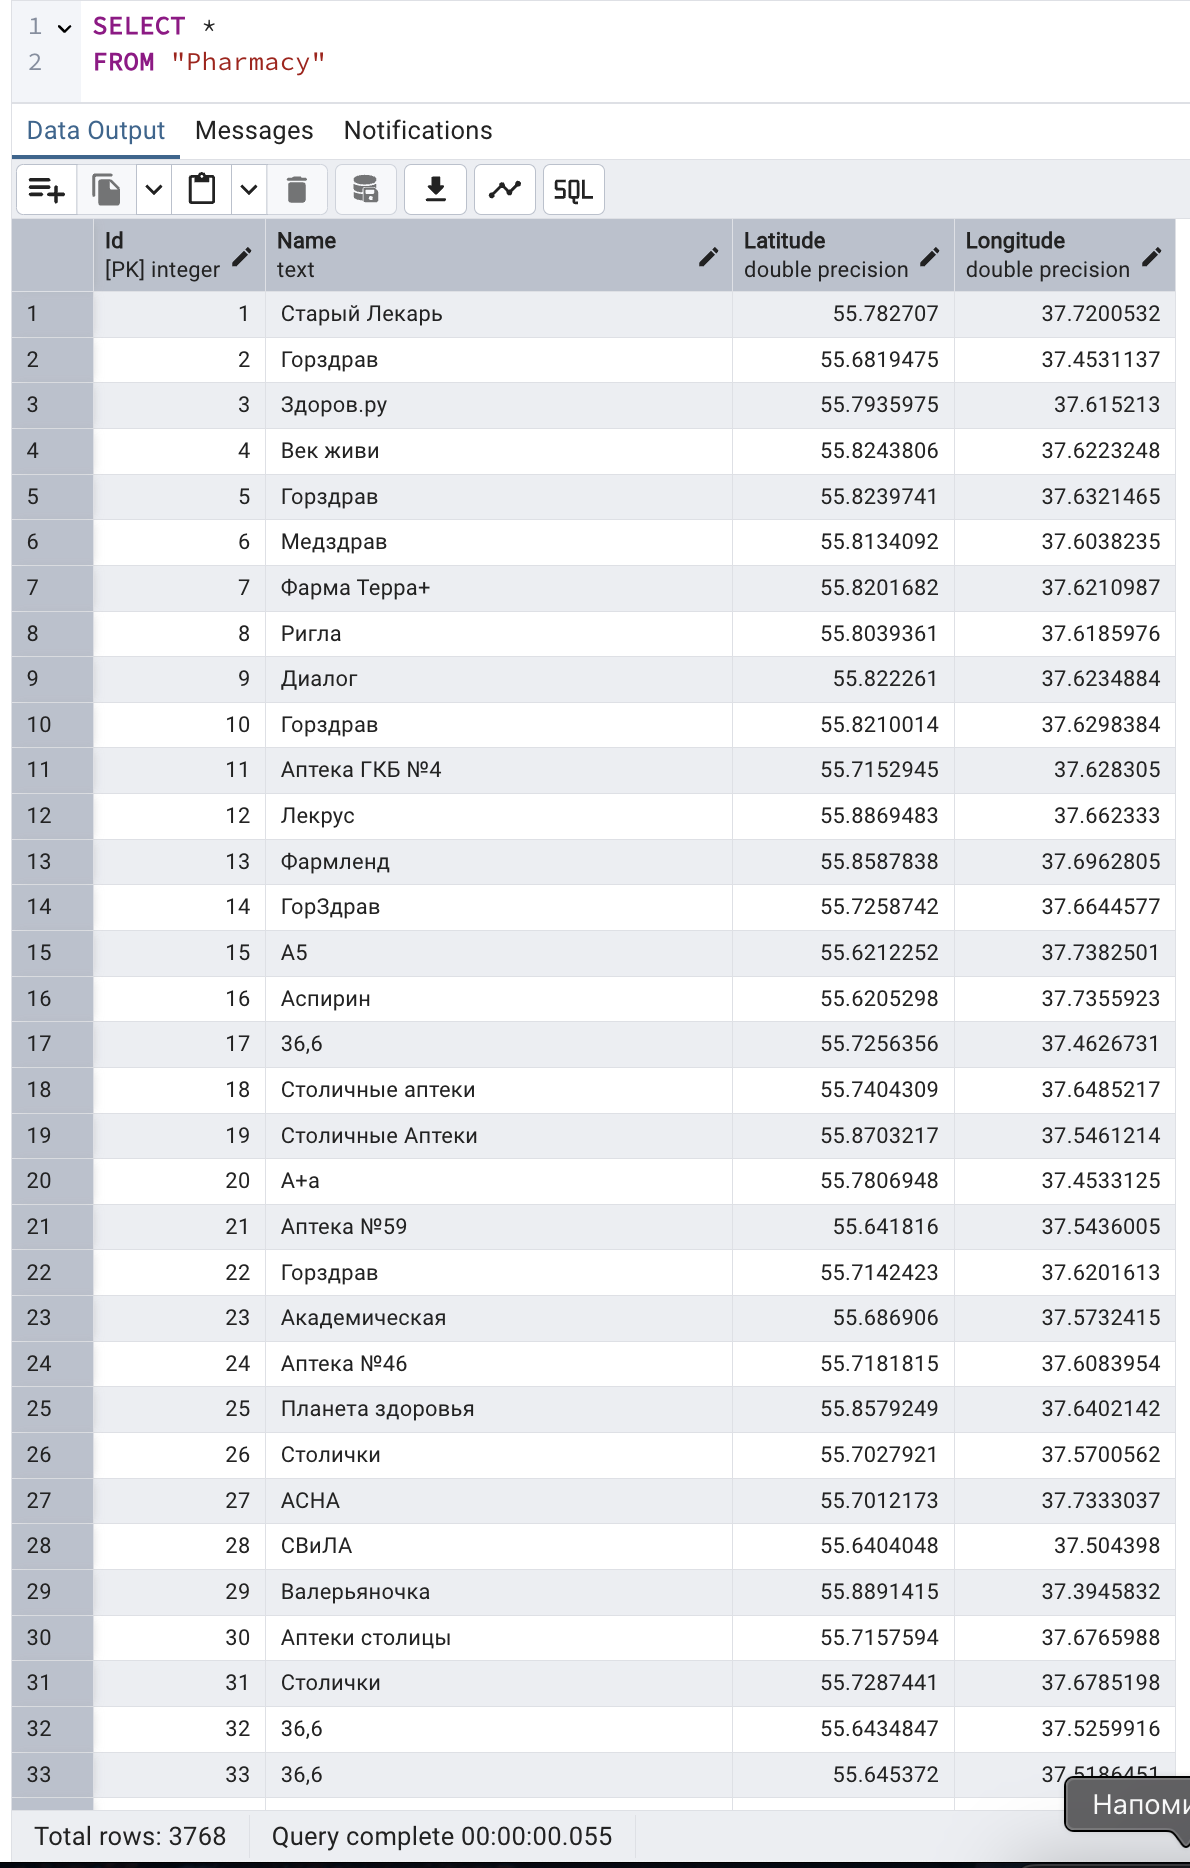 1 SELECT *
2 FROM "Pharmacy"
Data Output Messages Notifications
SQL
Id Name Latitude Longitude
[PK] integer text double precision double precision
1 1 Старый Лекарь 55.782707 37.7200532
2 2 Горздрав 55.6819475 37.4531137
3 3 Здоров.ру 55.7935975 37.615213
4 4 Век живи 55.8243806 37.6223248
5 5 Горздрав 55.8239741 37.6321465
6 6 Медздрав 55.8134092 37.6038235
7 7 Фарма Терра+ 55.8201682 37.6210987
8 8 Ригла 55.8039361 37.6185976
9 9 Диалог 55.822261 37.6234884
10 10 Горздрав 55.8210014 37.6298384
11 11 Аптека ГКБ №4 55.7152945 37.628305
12 12 Лекрус 55.8869483 37.662333
13 13 Фармленд 55.8587838 37.6962805
14 14 ГорЗдрав 55.7258742 37.6644577
15 15 А5 55.6212252 37.7382501
16 16 Аспирин 55.6205298 37.7355923
17 17 36,6 55.7256356 37.4626731
18 18 Столичные аптеки 55.7404309 37.6485217
19 19 Столичные Аптеки 55.8703217 37.5461214
20 20 А+а 55.7806948 37.4533125
21 21 Аптека №59 55.641816 37.5436005
22 22 Горздрав 55.7142423 37.6201613
23 23 Академическая 55.686906 37.5732415
24 24 Аптека №46 55.7181815 37.6083954
25 25 Планета здоровья 55.8579249 37.6402142
26 26 Столички 55.7027921 37.5700562
27 27 АСНА 55.7012173 37.7333037
28 28 СВиЛА 55.6404048 37.504398
29 29 Валерьяночка 55.8891415 37.3945832
30 30 Аптеки столицы 55.7157594 37.6765988
31 31 Столички 55.7287441 37.6785198
32 32 36,6 55.6434847 37.5259916
33 33 36,6 55.645372 37.5186451
Напоми
Total rows: 3768 Query complete 00:00:00.055